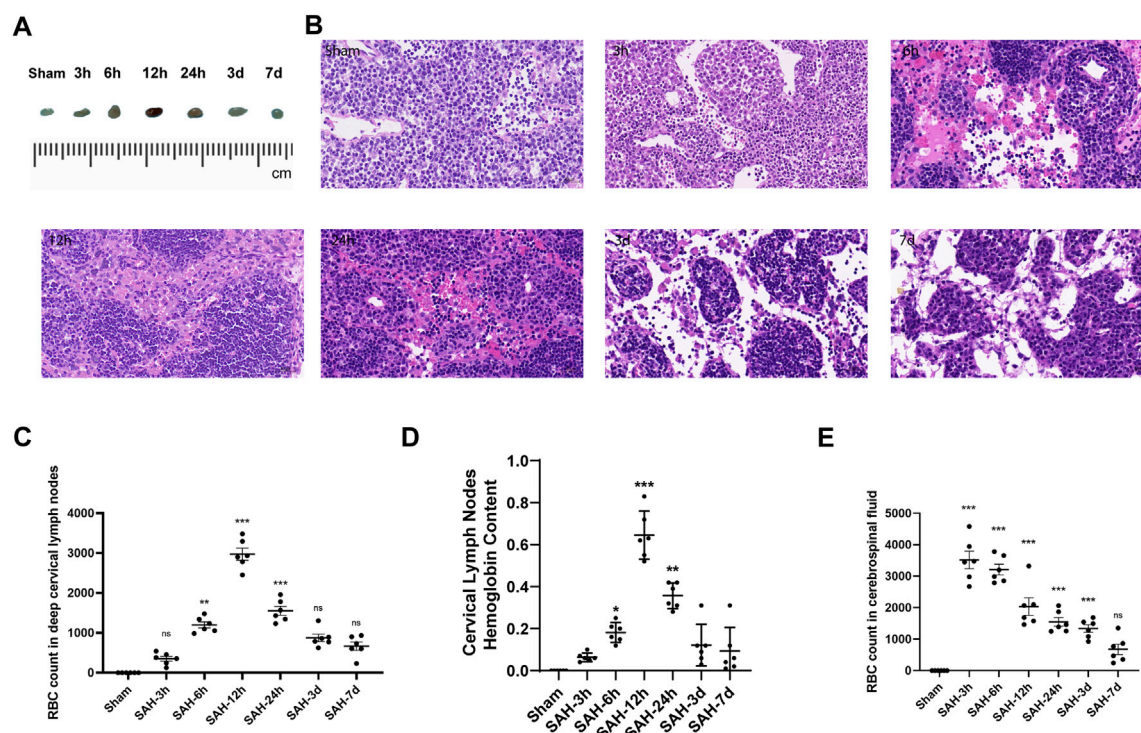 A
Sham 3h 6h 12h 24h 3d 7d
cm
B
Sham
3h
6h
12h
24h
3d
7d
C
RBC count in deep cervical lymph nodes
4000
3000
2000
1000
0
ns
**
***
***
ns
ns
Sham
SAH-3h
SAH-6h
SAH-12h
SAH-24h
SAH-3d
SAH-7d
D
Cervical Lymph Nodes
Hemoglobin Content
1.0
0.8
0.6
0.4
0.2
0.0
*
***
**
Sham
SAH-3h
SAH-6h
SAH-12h
SAH-24h
SAH-3d
SAH-7d
E
RBC count in cerebrospinal fluid
5000
4000
3000
2000
1000
0
***
***
***
***
***
ns
Sham
SAH-3h
SAH-6h
SAH-12h
SAH-24h
SAH-3d
SAH-7d